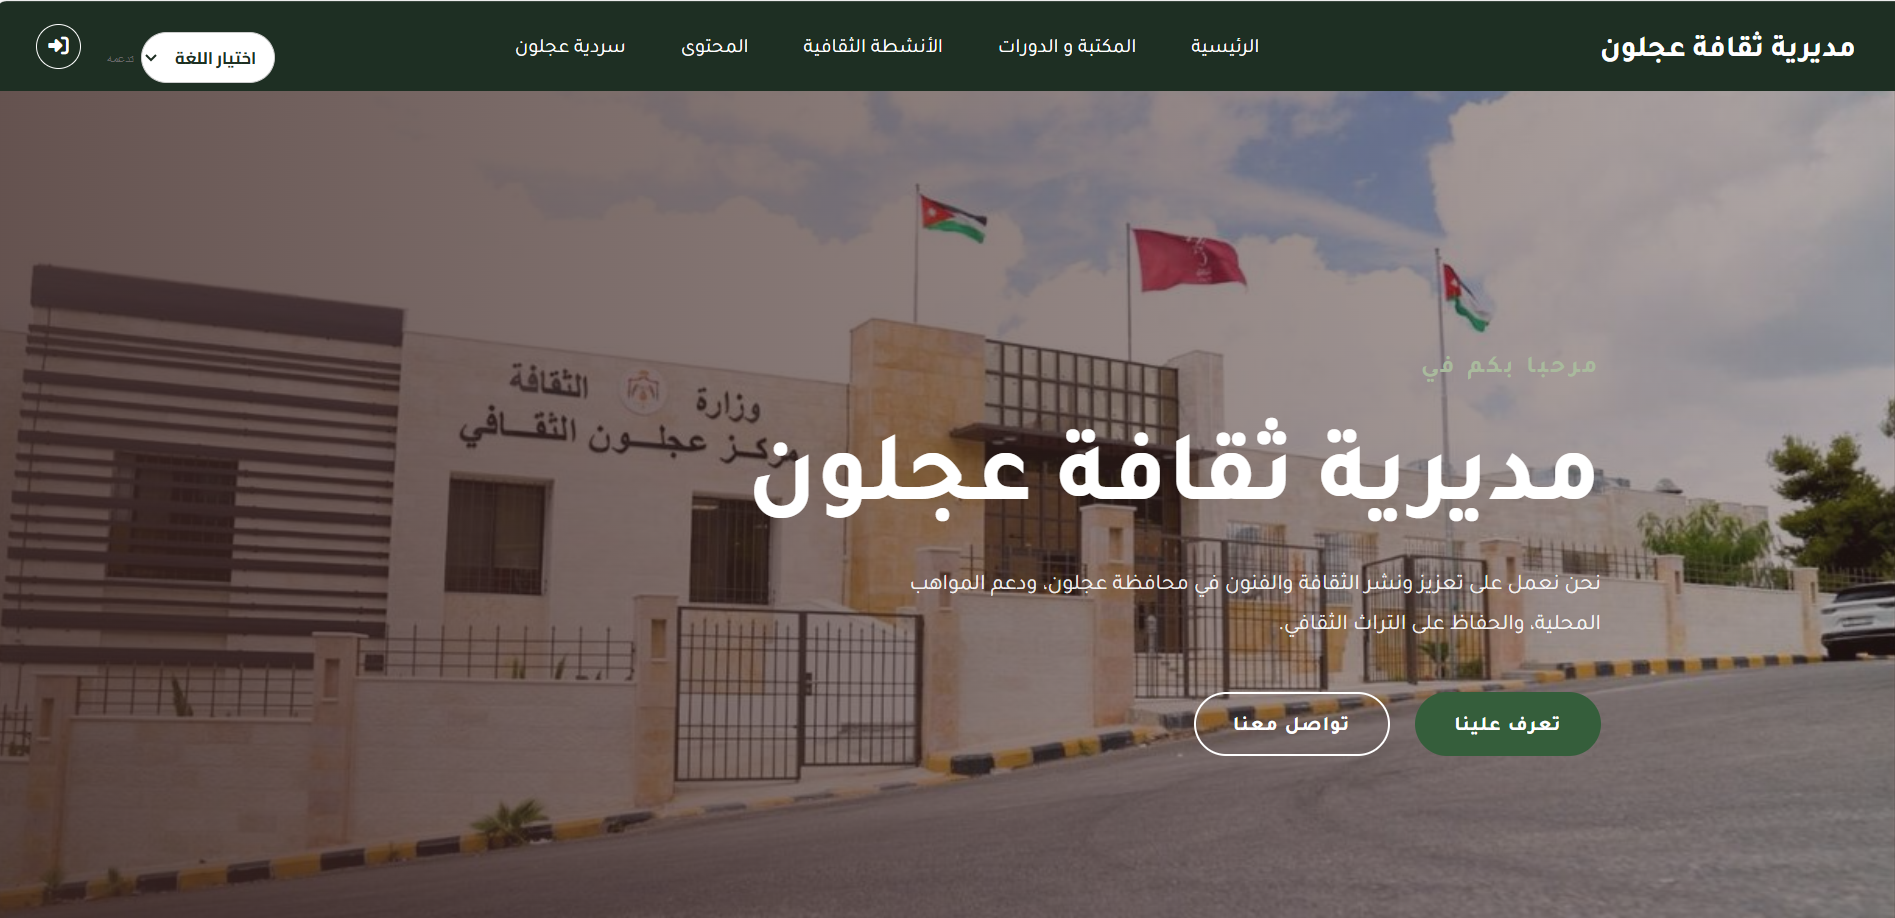 مديرية ثقافة عجلون
الرئيسية
المكتبة و الدورات
الأنشطة الثقافية
المحتوى
سردية عجلون
اختيار اللغة
تدعمه
وزارة الثقافة
مركز عجلون الثقافي
مرحبا بكم في
مديرية ثقافة عجلون
نحن نعمل على تعزيز ونشر الثقافة والفنون في محافظة عجلون، ودعم المواهب
المحلية، والحفاظ على التراث الثقافي.
تعرف علينا
تواصل معنا